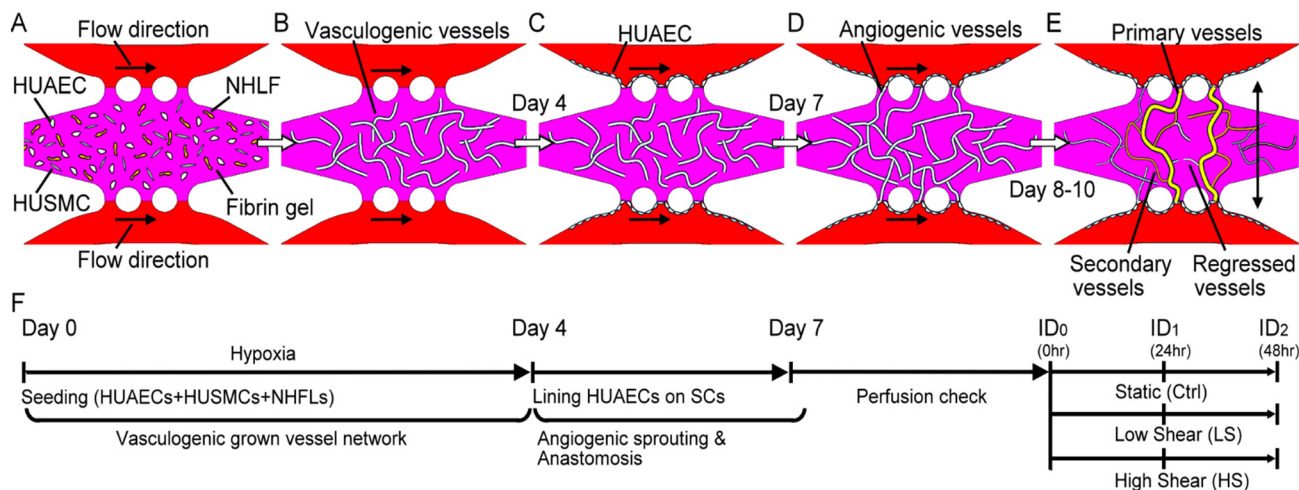 A
Flow direction
HUAEC
NHLF
HUSMC
Fibrin gel
Flow direction
B
Vasculogenic vessels
Day 4
C
HUAEC
Day 7
D
Angiogenic vessels
Day 8-10
E
Primary vessels
Secondary
vessels
Regressed
vessels
F
Day 0
Day 4
Day 7
ID0
ID1
ID2
(0hr)
(24hr)
(48hr)
Hypoxia
Seeding (HUAECs+HUSMCs+NHFLs)
Lining HUAECs on SCs
Perfusion check
Static (Ctrl)
Vasculogenic grown vessel network
Angiogenic sprouting &
Anastomosis
Low Shear (LS)
High Shear (HS)